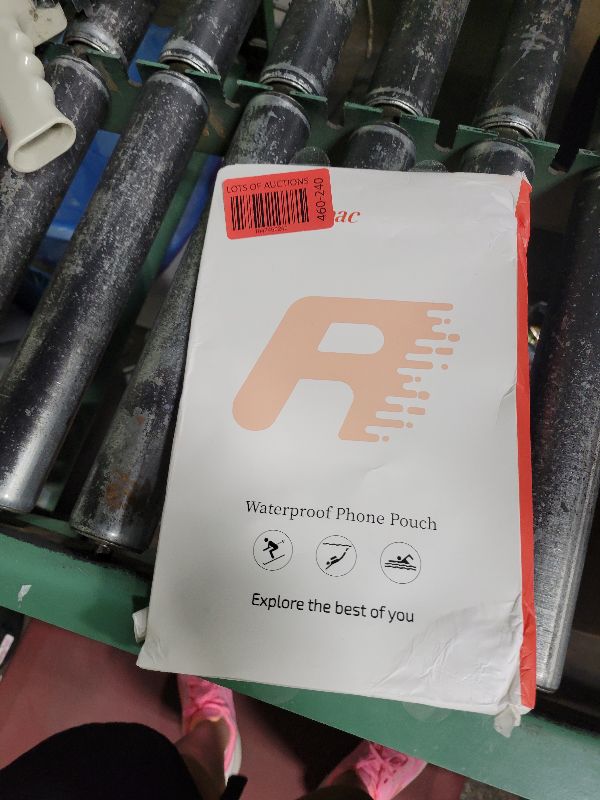 LOTS OF AUCTIONS
460-240
ac
R
Waterproof Phone Pouch
Explore the best of you